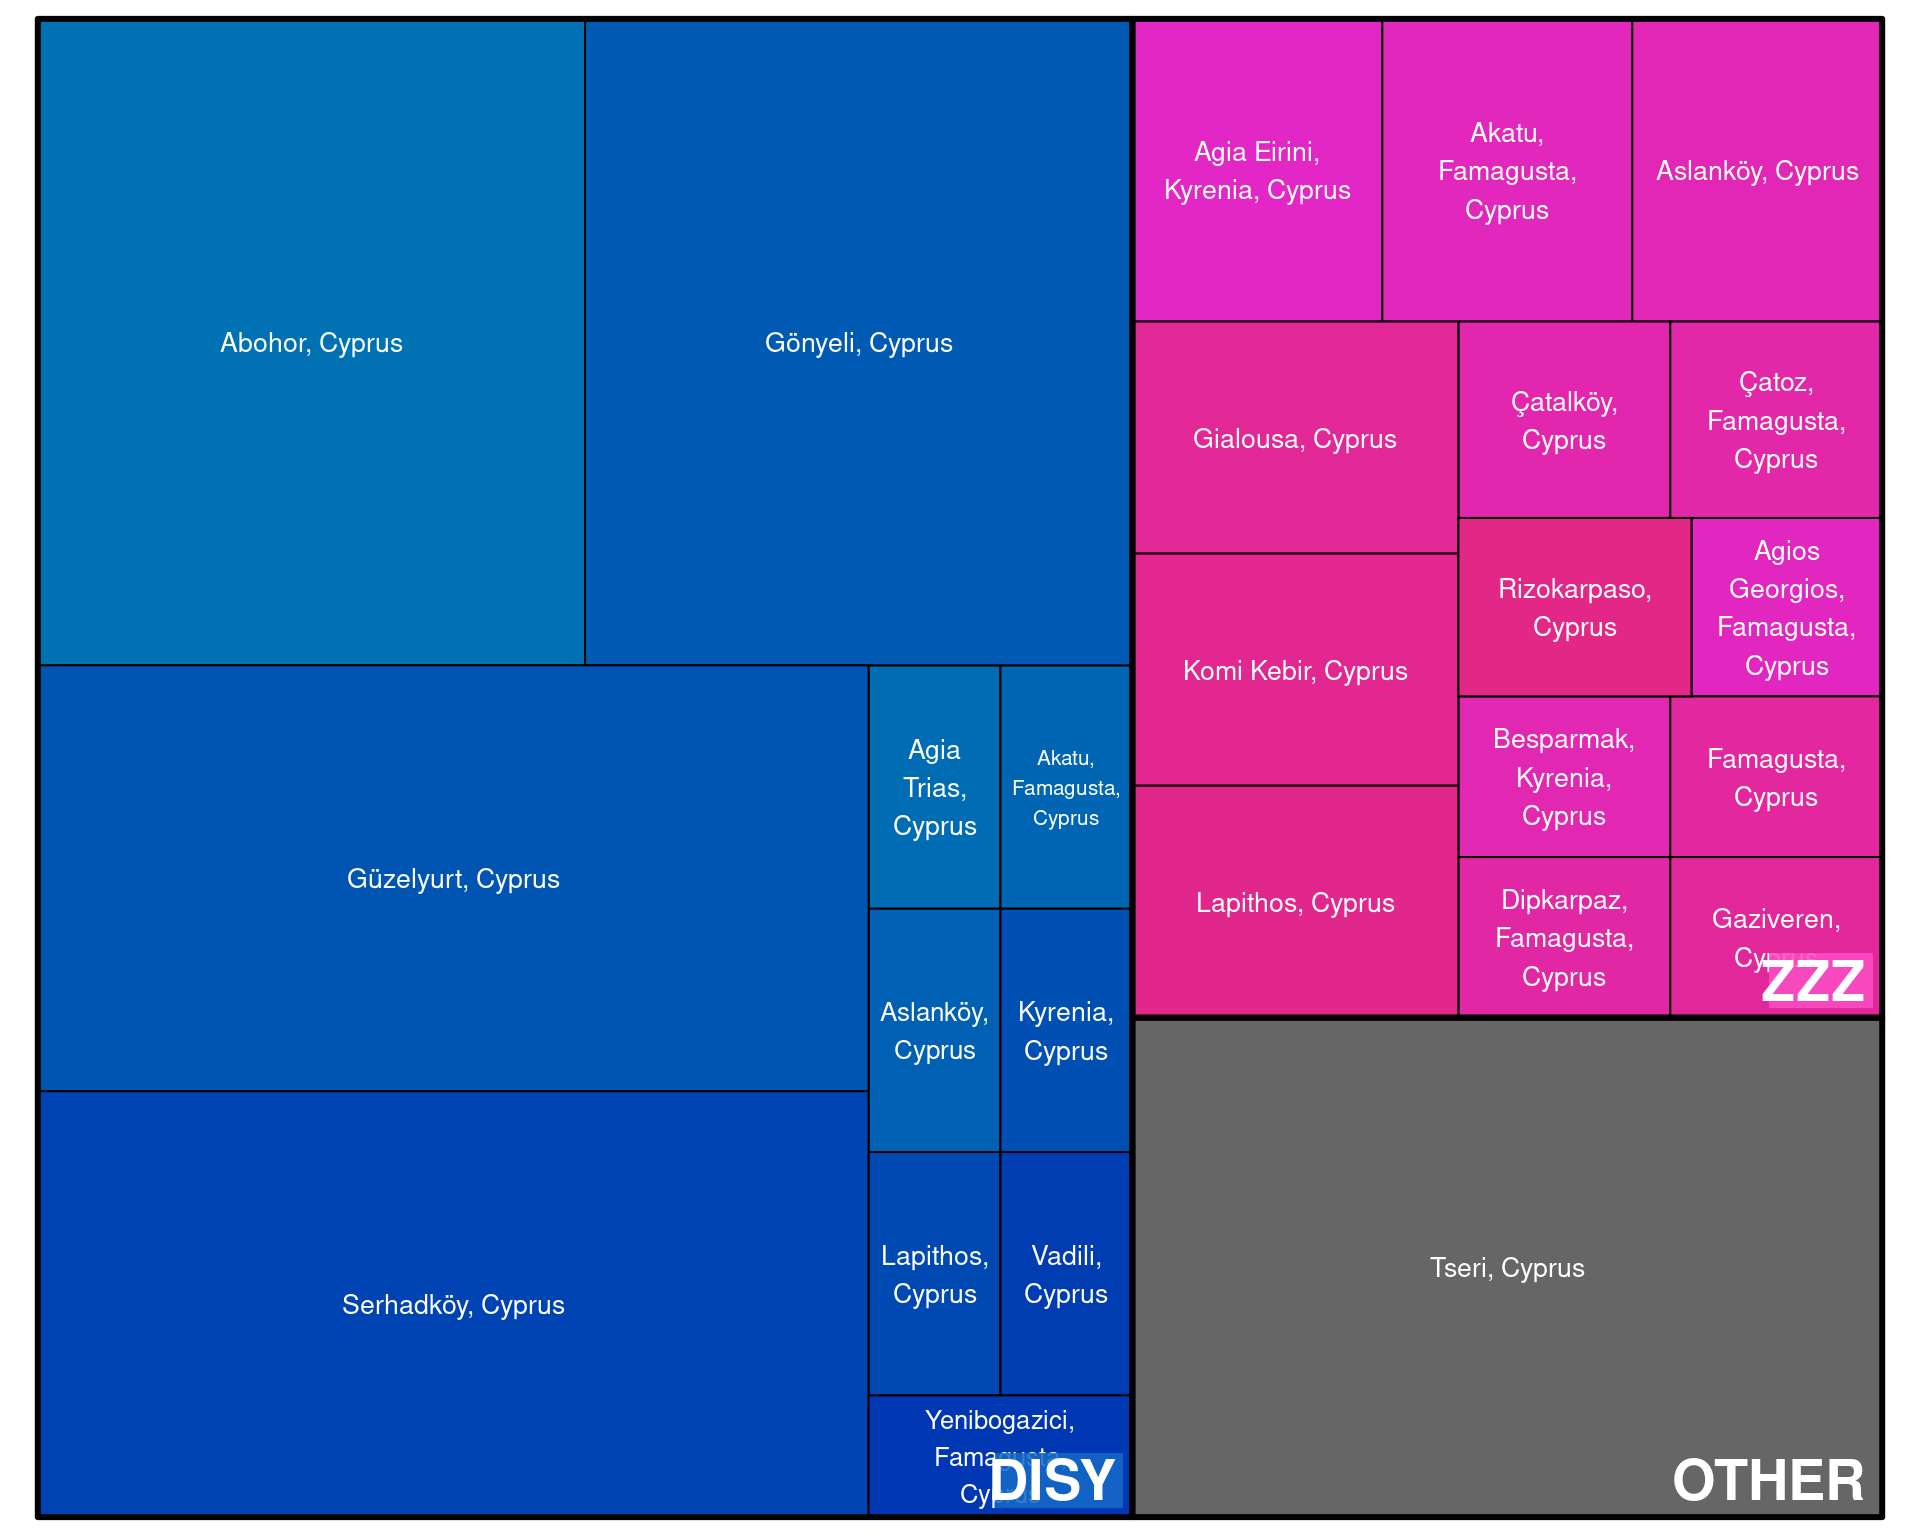 Abohor, Cyprus
Gönyeli, Cyprus
Güzelyurt, Cyprus
Serhadköy, Cyprus
Agia
Trias,
Cyprus
Akatu,
Famagusta,
Cyprus
Aslanköy,
Cyprus
Kyrenia,
Cyprus
Lapithos,
Cyprus
Vadili,
Cyprus
Yenibogazici,
Famagusta,
Cyprus
DISY
Agia Eirini,
Kyrenia, Cyprus
Akatu,
Famagusta,
Cyprus
Aslanköy, Cyprus
Gialousa, Cyprus
Komi Kebir, Cyprus
Lapithos, Cyprus
Çatalköy,
Cyprus
Çatoz,
Famagusta,
Cyprus
Rizokarpaso,
Cyprus
Agios
Georgios,
Famagusta,
Cyprus
Besparmak,
Kyrenia,
Cyprus
Famagusta,
Cyprus
Dipkarpaz,
Famagusta,
Cyprus
Gaziveren,
Cyprus
ZZZ
Tseri, Cyprus
OTHER